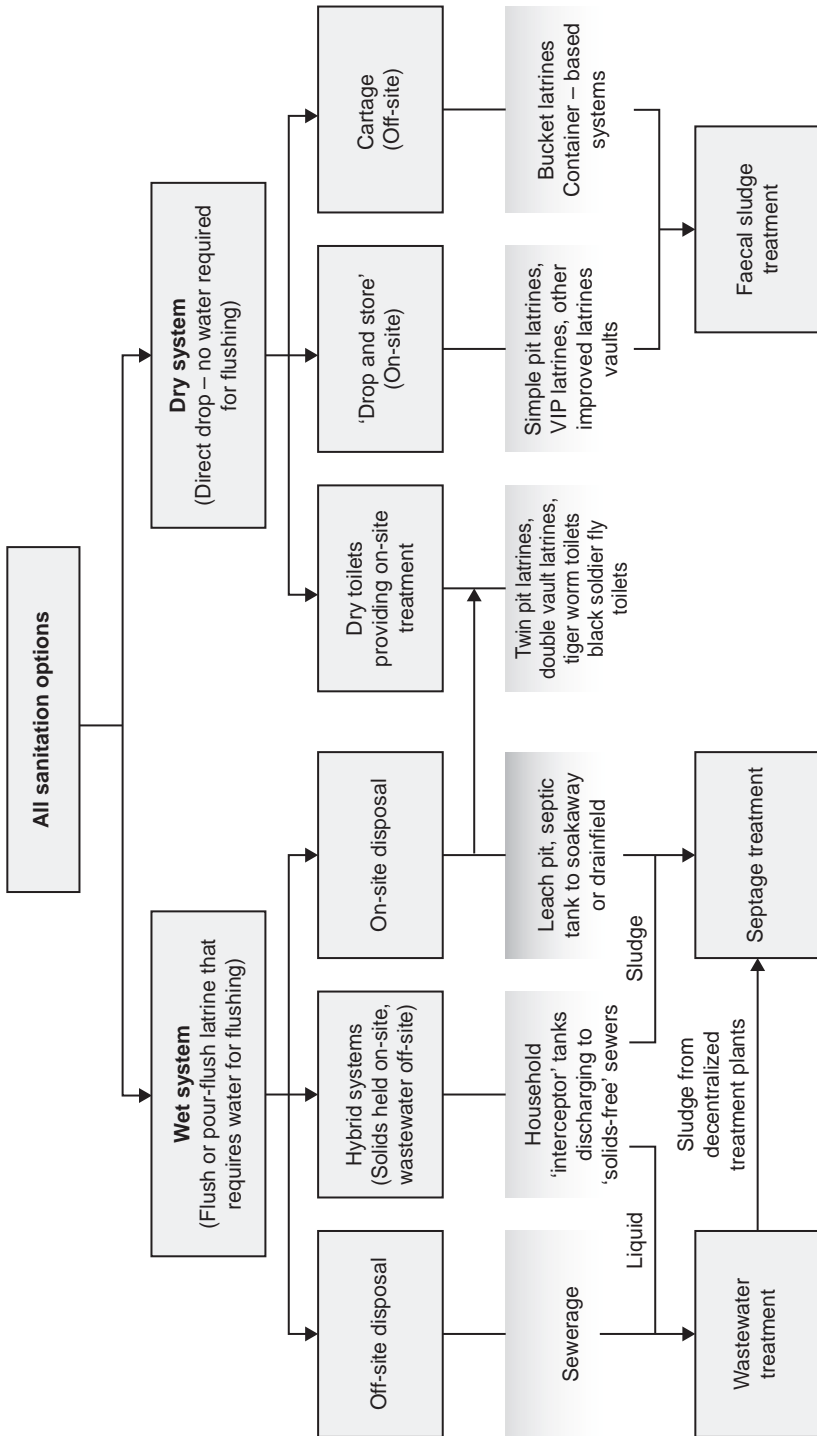 All sanitation options
Wet system
(Flush or pour-flush latrine that
requires water for flushing)
Dry system
(Direct drop – no water required
for flushing)
Off-site disposal
Hybrid systems
(Solids held on-site,
wastewater off-site)
On-site disposal
Dry toilets
providing on-site
treatment
‘Drop and store’
(On-site)
Cartage
(Off-site)
Sewerage
Household
‘interceptor’ tanks
discharging to
‘solids-free’ sewers
Leach pit, septic
tank to soakaway
or drainfield
Twin pit latrines,
double vault latrines,
tiger worm toilets
black soldier fly
toilets
Simple pit latrines,
VIP latrines, other
improved latrines
vaults
Bucket latrines
Container – based
systems
Liquid
Sludge
Wastewater
treatment
Sludge from
decentralized
treatment plants
Septage treatment
Faecal sludge
treatment